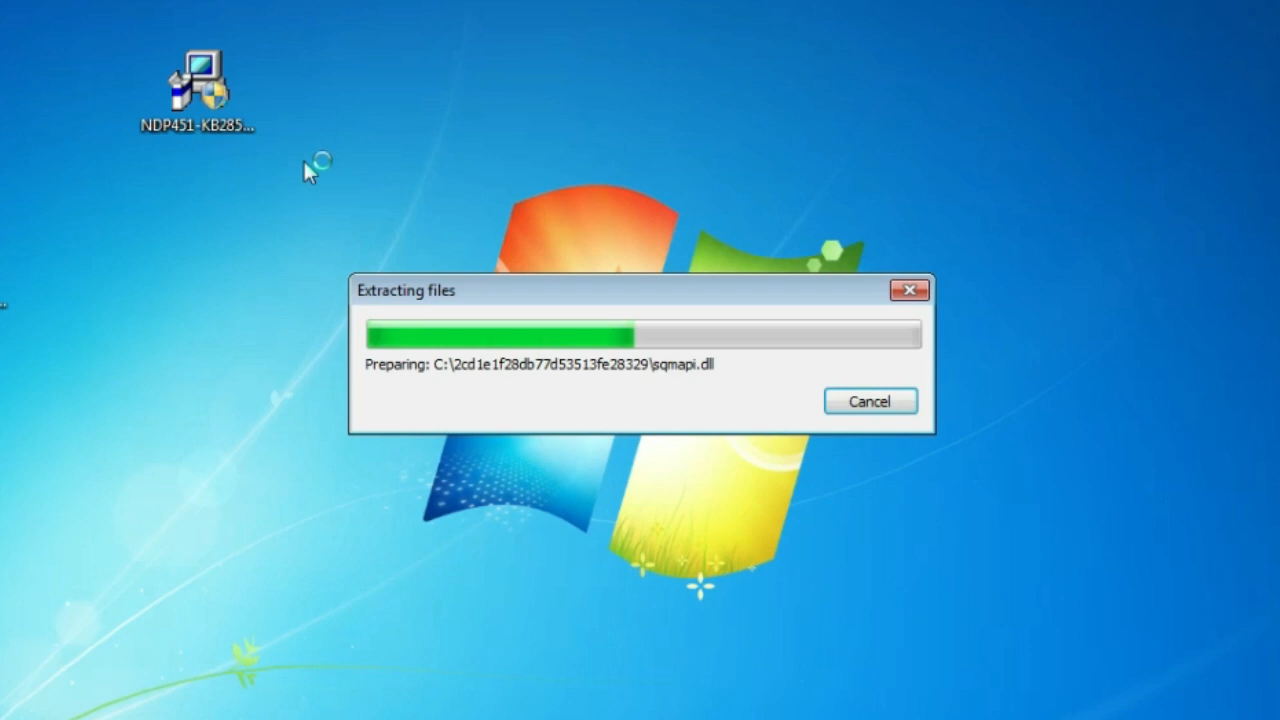 NDP451-KB285...
Extracting files
Preparing: C:\2cd1e1f28db77d53513fe28329\sqmapi.dll
Cancel